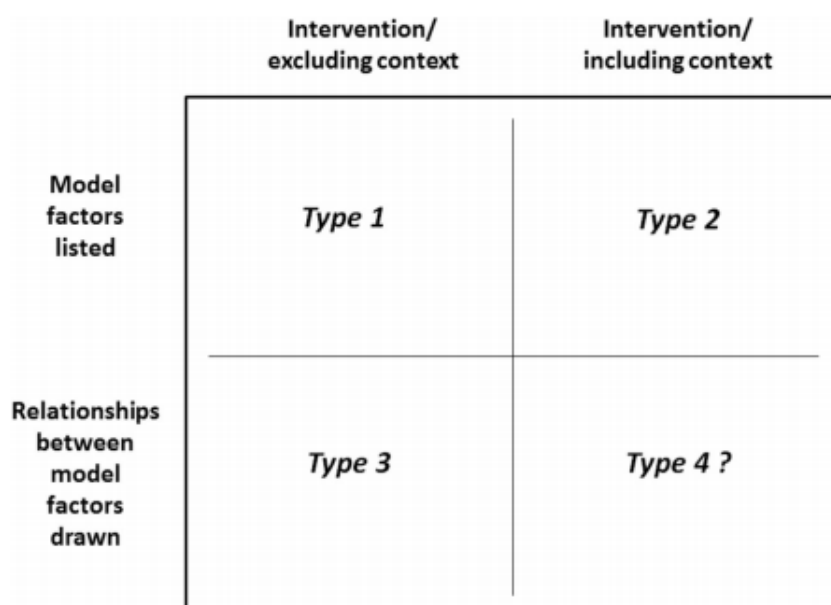 Intervention/
excluding context
Intervention/
including context
Model
factors
listed
Type 1
Type 2
Relationships
between
model
factors
drawn
Type 3
Type 4 ?